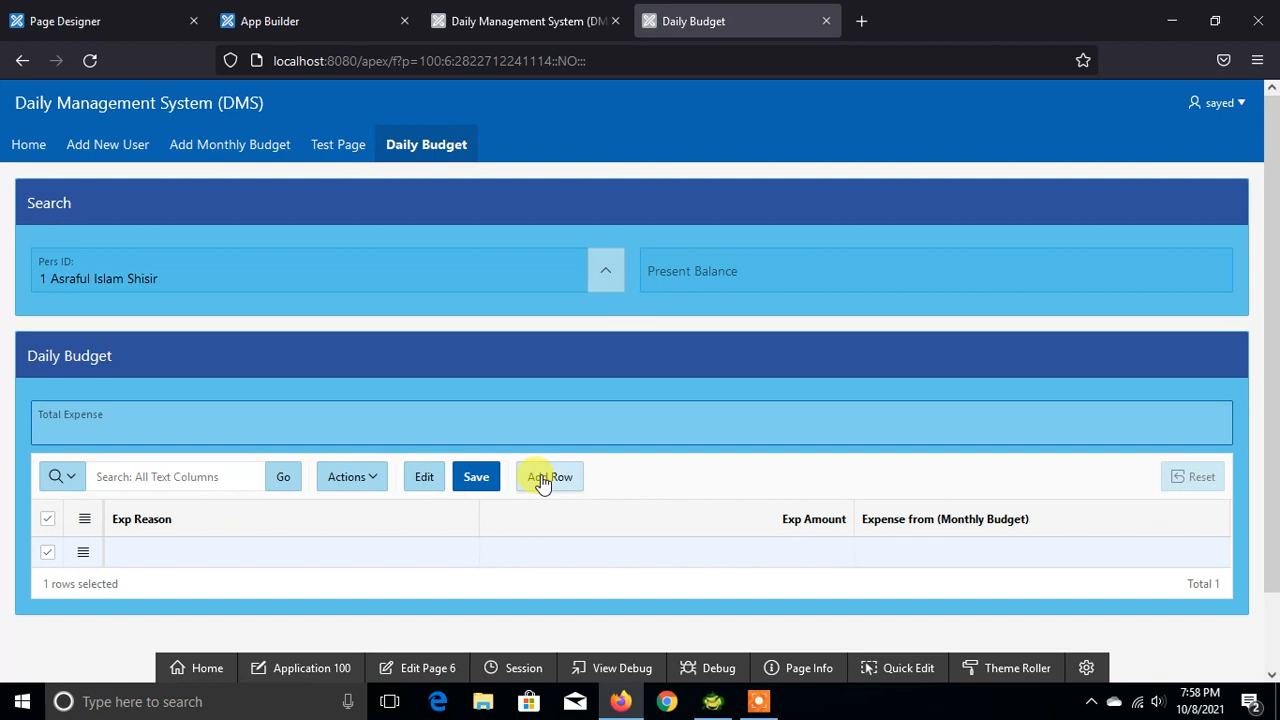 Page Designer
App Builder
Daily Management System (DM
Daily Budget
localhost:8080/apex/f?p=100:6:2822712241114::NO:::
Daily Management System (DMS)
sayed
Home
Add New User
Add Monthly Budget
Test Page
Daily Budget
Search
Pers ID:
1 Asraful Islam Shisir
Present Balance
Daily Budget
Total Expense
Search: All Text Columns
Go
Actions
Edit
Save
Add Row
Reset
Exp Reason
Exp Amount
Expense from (Monthly Budget)
1 rows selected
Total 1
Home
Application 100
Edit Page 6
Session
View Debug
Debug
Page Info
Quick Edit
Theme Roller
Type here to search
7:58 PM
10/8/2021
2